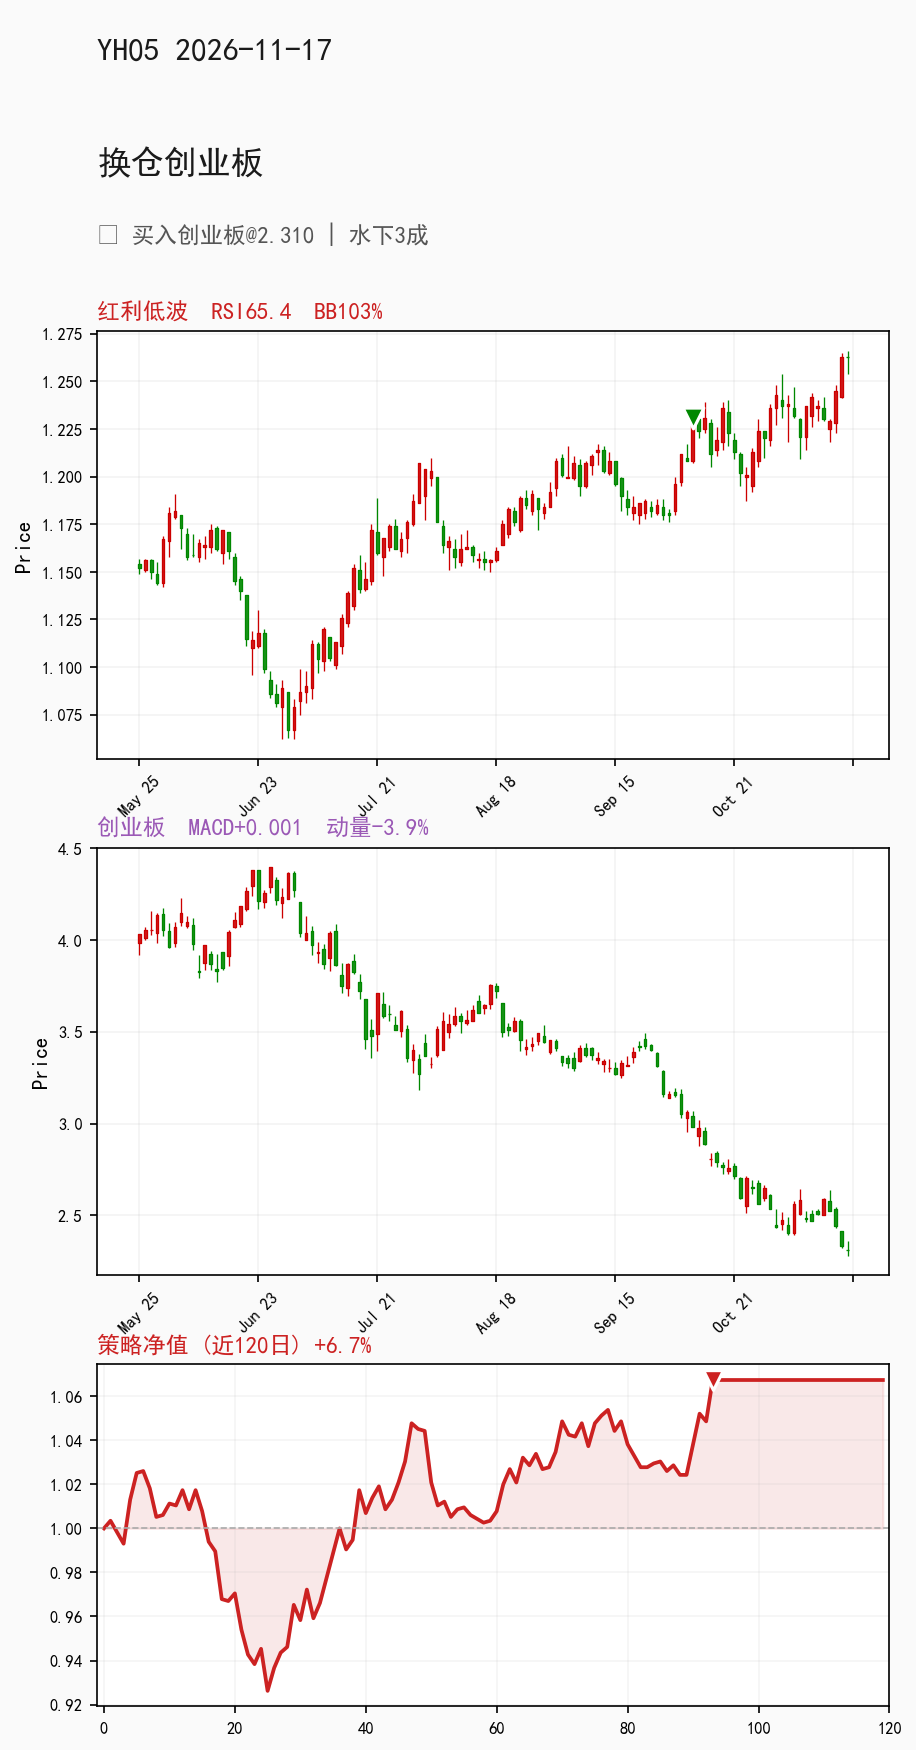 YH05 2026-11-17
换仓创业板
□ 买入创业板@2.310 | 水下3成
红利低波 RSI65.4 BB103%
1.275
1.250
1.225
1.200
1.175
1.150
1.125
1.100
1.075
Price
May 25
Jun 23
Jul 21
Aug 18
Sep 15
Oct 21
创业板 MACD+0.001 动量-3.9%
4.5
4.0
3.5
3.0
2.5
Price
May 25
Jun 23
Jul 21
Aug 18
Sep 15
Oct 21
策略净值 (近120日) +6.7%
1.06
1.04
1.02
1.00
0.98
0.96
0.94
0.92
0 20 40 60 80 100 120